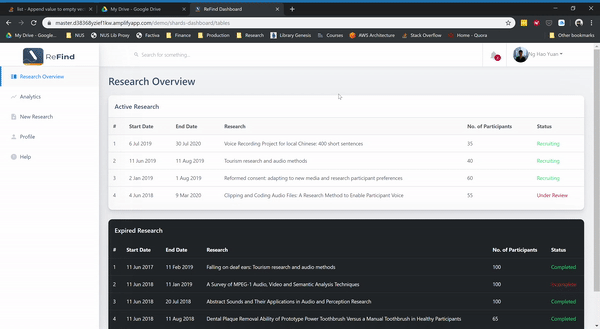 list - Append value to empty vec
My Drive - Google Drive
ReFind Dashboard
master.d38368yzief1kw.amplifyapp.com/demo/shards-dashboard/tables
My Drive - Google... NUS NUS Lib Proxy Factiva Finance Production Research Library Genesis Courses AWS Architecture Stack Overflow Home - Quora Other bookmarks
ReFind
Search for something...
Ng Hao Yuan
Research Overview
Analytics
New Research
Profile
Help
Research Overview
Active Research
# Start Date End Date Research No. of Participants Status
1 6 Jul 2019 30 Jul 2020 Voice Recording Project for local Chinese: 400 short sentences 35 Recruiting
2 11 Jun 2019 11 Aug 2019 Tourism research and audio methods 40 Recruiting
3 2 Jan 2019 1 Aug 2019 Reformed consent: adapting to new media and research participant preferences 60 Recruiting
4 4 Jun 2018 9 Mar 2020 Clipping and Coding Audio Files: A Research Method to Enable Participant Voice 55 Under Review
Expired Research
# Start Date End Date Research No. of Participants Status
1 11 Jun 2017 11 Feb 2019 Falling on deaf ears: Tourism research and audio methods 100 Completed
2 11 Jun 2018 11 Jan 2019 A Survey of MPEG-1 Audio, Video and Semantic Analysis Techniques 100
3 11 Jun 2018 20 Jul 2018 Abstract Sounds and Their Applications in Audio and Perception Research 100 Completed
4 11 Jun 2018 11 Aug 2018 Dental Plaque Removal Ability of Prototype Power Toothbrush Versus a Manual Toothbrush in Healthy Participants 65 Completed